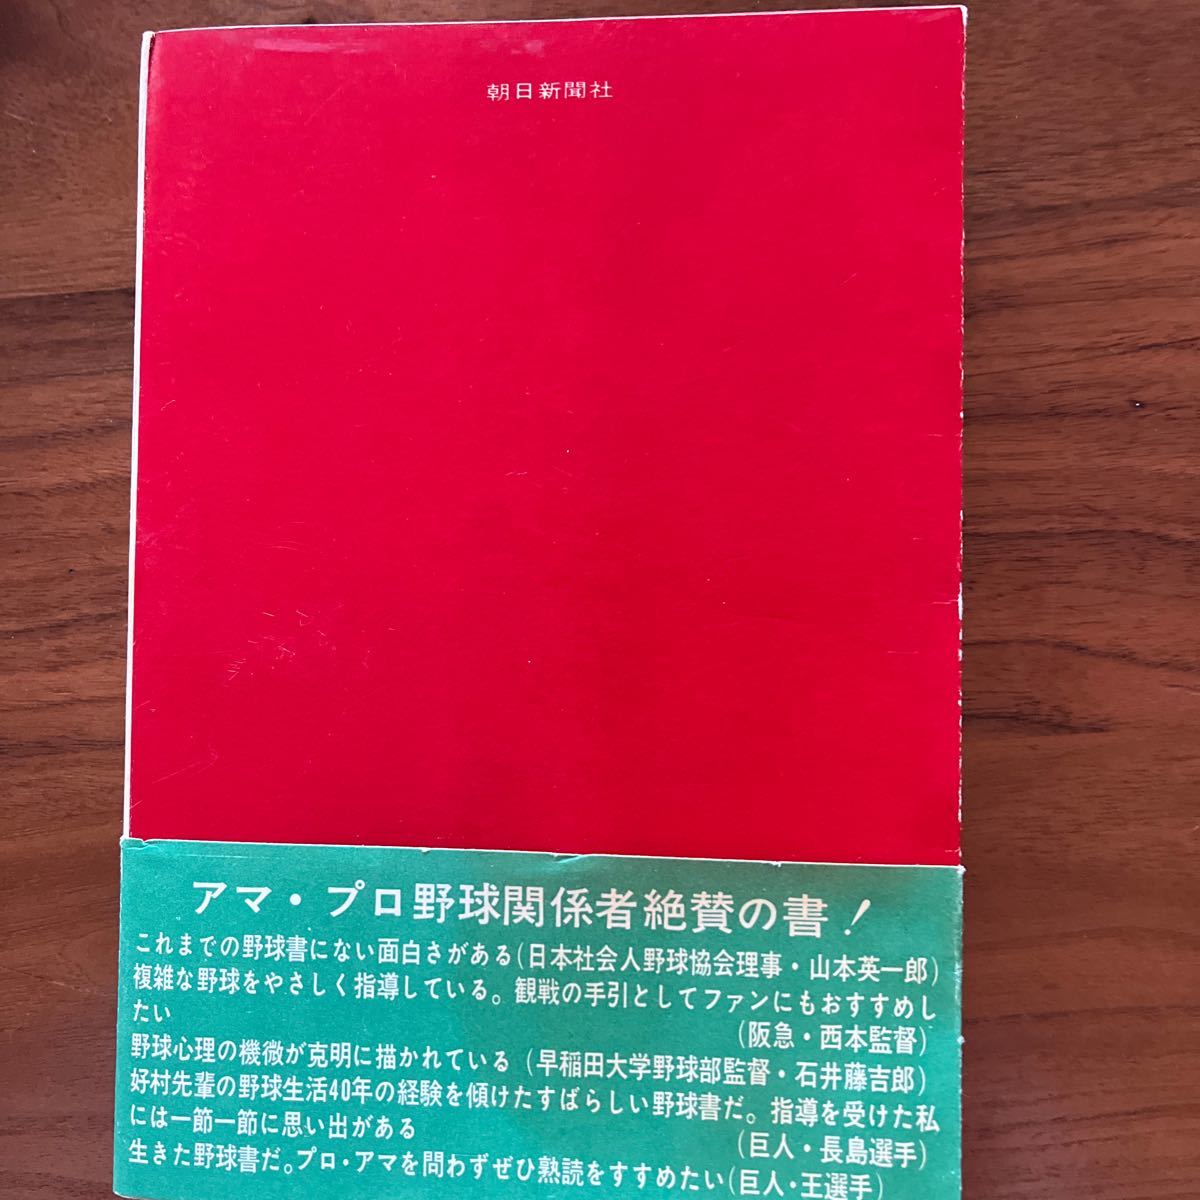 朝日新聞社
アマ・プロ野球関係者絶賛の書！
これまでの野球書にない面白さがある(日本社会人野球協会理事・山本英一郎)
複雑な野球をやさしく指導している。観戦の手引としてファンにもおすすめし
たい　　　　　　　　(阪急・西本監督)
野球心理の機微が克明に描かれている (早稲田大学野球部監督・石井藤吉郎)
好村先輩の野球生活40年の経験を傾けたすばらしい野球書だ。指導を受けた私
には一節一節に思い出がある　　　　(巨人・長島選手)
生きた野球書だ。プロ・アマを問わずぜひ熟読をすすめたい(巨人・王選手)